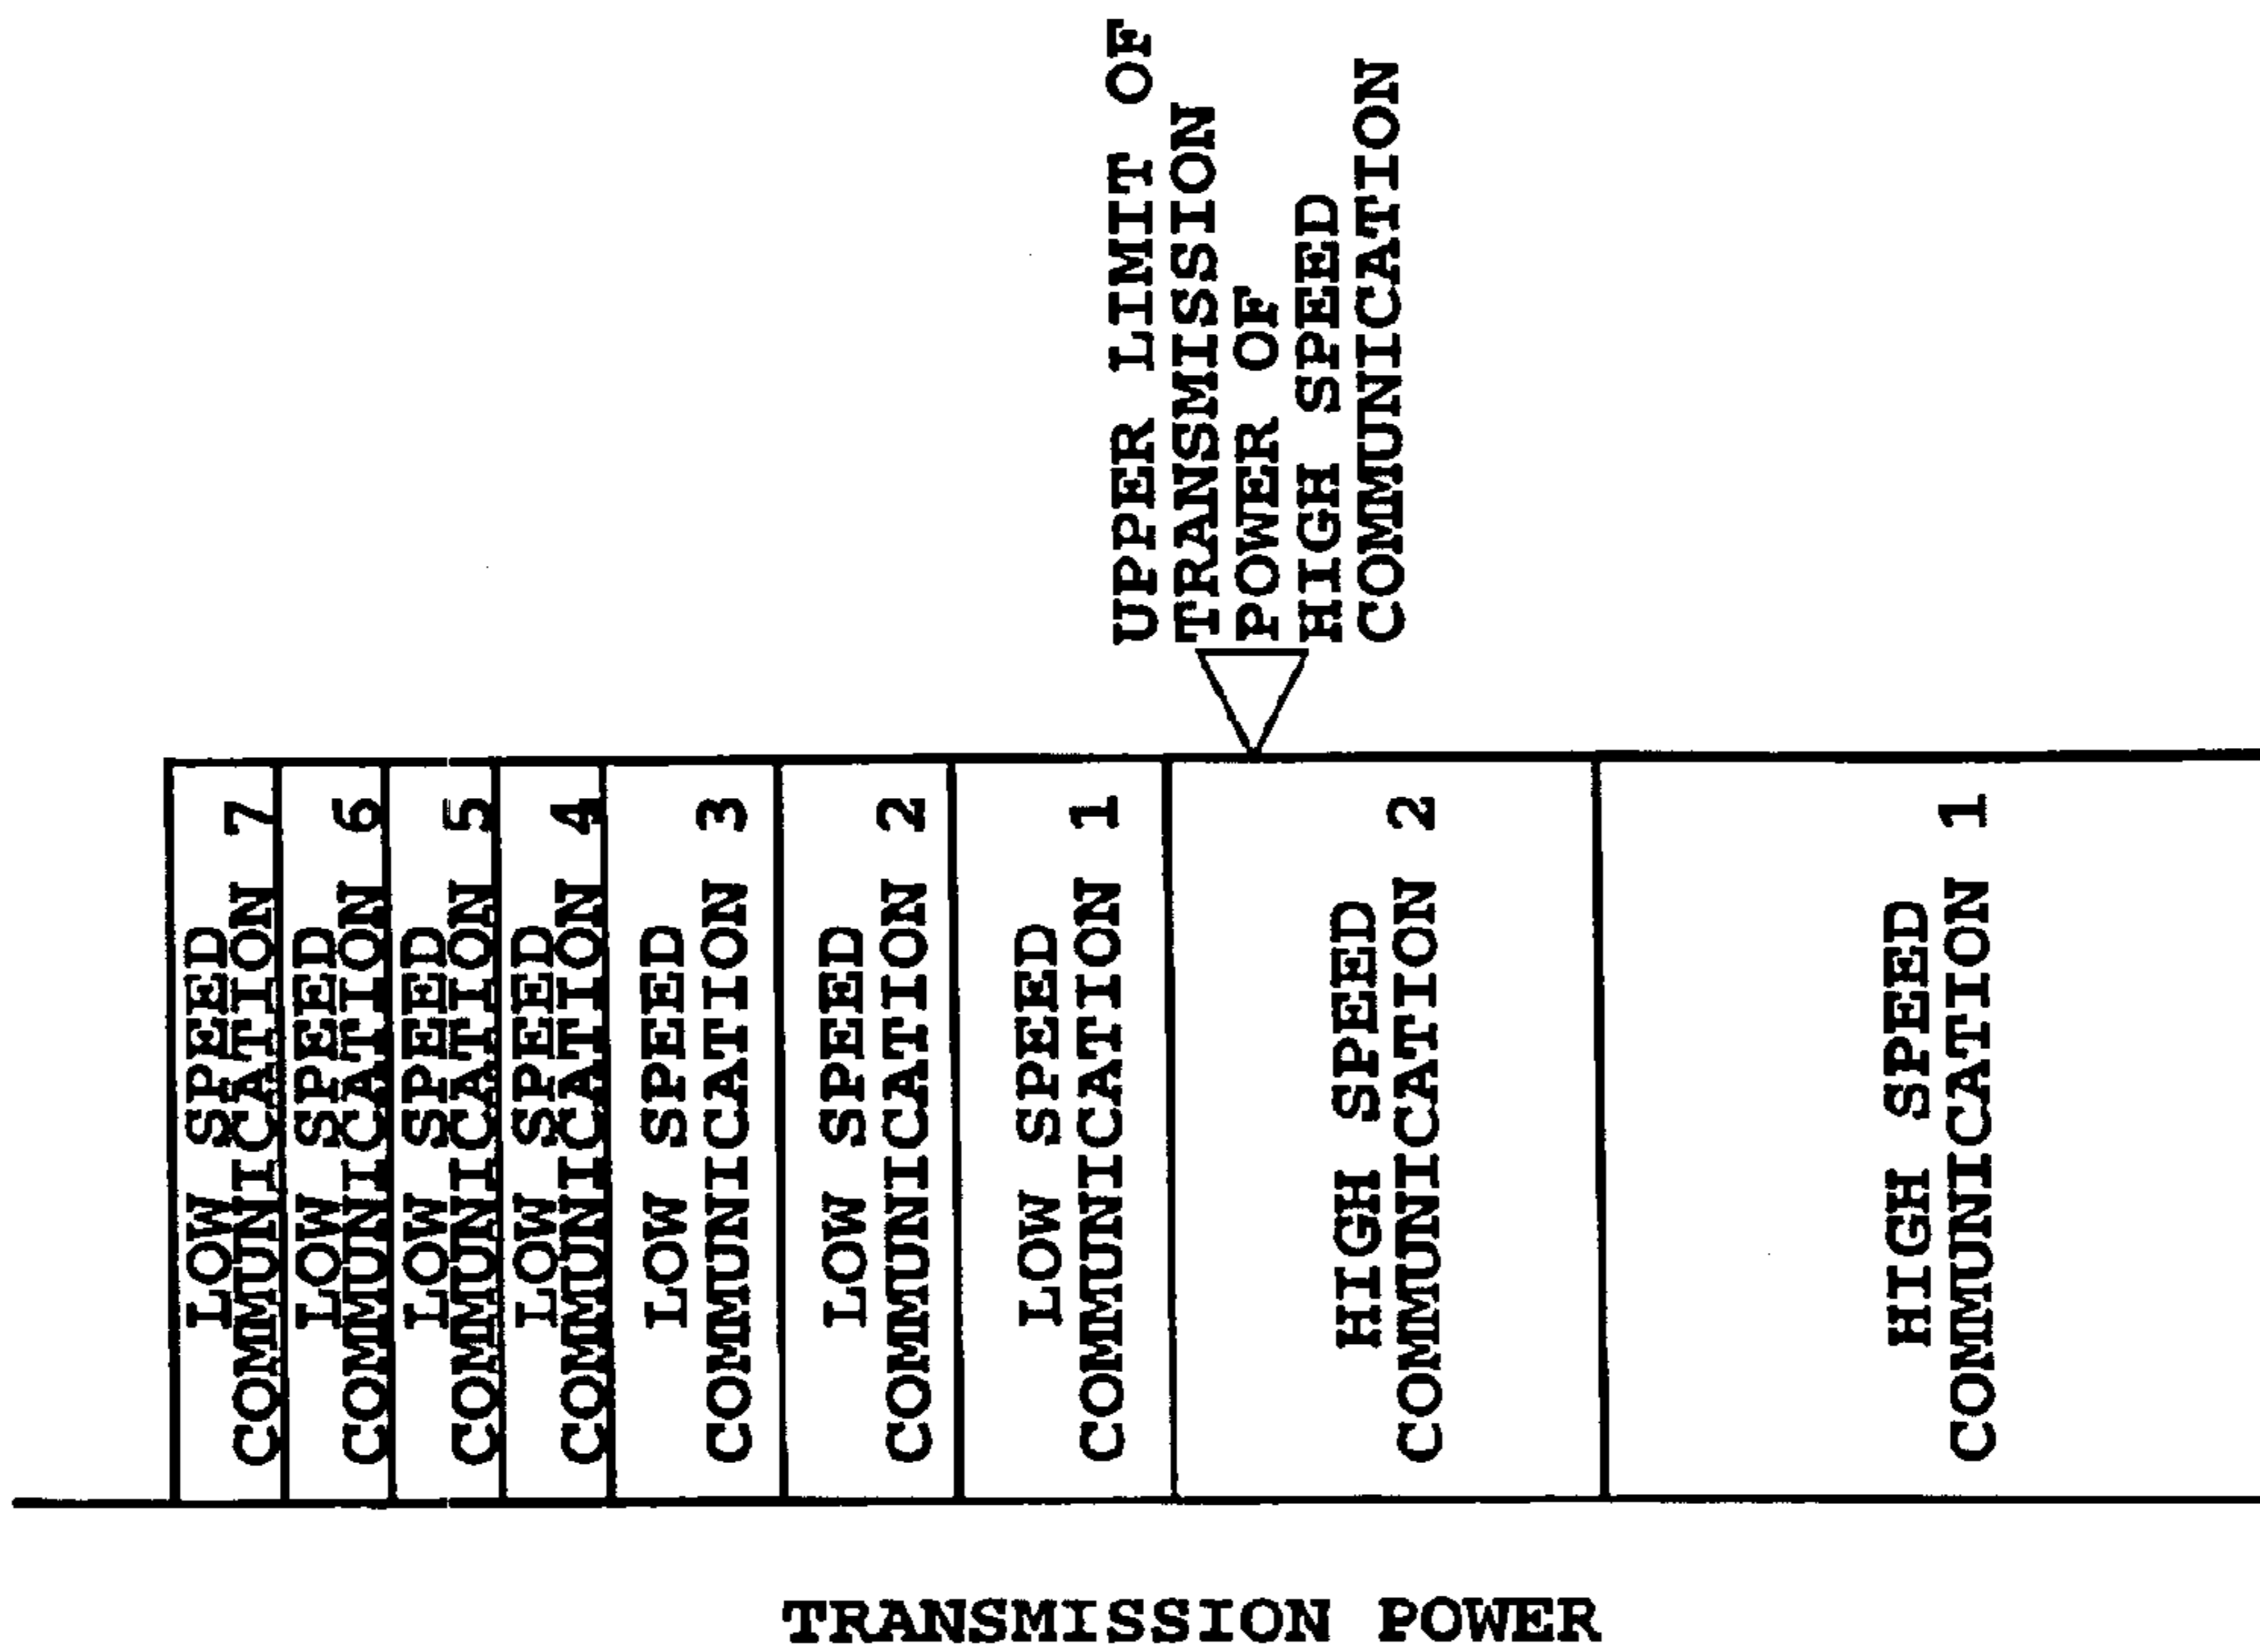 UPPER LIMIT OF
TRANSMISSION
POWER OF
HIGH SPEED
COMMUNICATION
LOW SPEED
COMMUNICATION 7
LOW SPEED
COMMUNICATION 6
LOW SPEED
COMMUNICATION 5
LOW SPEED
COMMUNICATION 4
LOW SPEED
COMMUNICATION 3
LOW SPEED
COMMUNICATION 2
LOW SPEED
COMMUNICATION 1
HIGH SPEED
COMMUNICATION 2
HIGH SPEED
COMMUNICATION 1
TRANSMISSION POWER